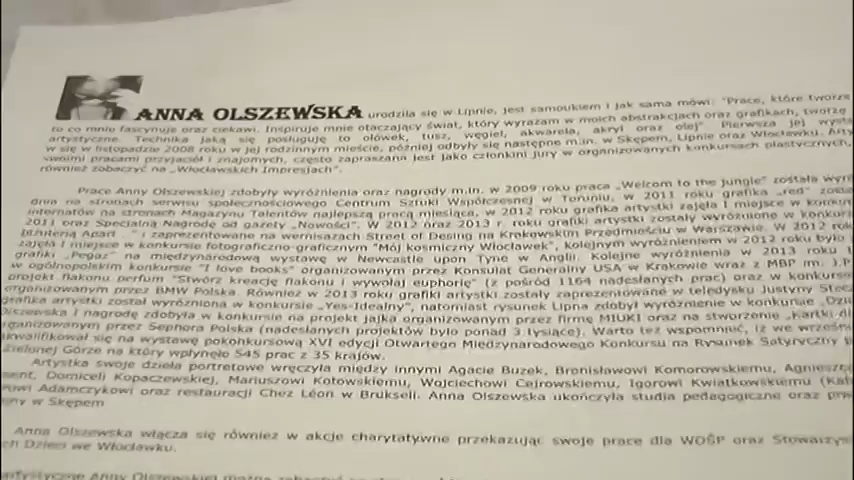 ANNA OLSZEWSKA urodziła się w Lipnie, jest samoukiem i jak sama mówi: "Prace, które tworzę
to co mnie fascynuje oraz ciekawi. Inspiruje mnie otaczający świat, który wyrażam w moich abstrakcjach oraz grafikach, tworzę
artystyczne. Technika jaką się posługuję to ołówek, tusz, węgiel, akwarela, akryl oraz olej". Pierwsza jej
w się w listopadzie 2008 roku w jej rodzinnym mieście, później odbyły się następne m.in. w Skępem, Lipnie oraz Włocławku.
swoimi pracami przyjaciół i znajomych, często zapraszana jest jako członkini jury w organizowanych konkursach plastycznych,
również zobaczyć na „Włocławskich Impresjach".
Prace Anny Olszewskiej zdobyły wyróżnienia oraz nagrody m.in. w 2009 roku praca „Welcom to the jungle" została
na stronach serwisu społecznościowego Centrum Sztuki Współczesnej w Toruniu, w 2011 roku grafika „red"
internatów na stronach Magazynu Talentów najlepszą pracą miesiąca, w 2012 roku grafika artystki zajęła I miejsce w
2011 oraz Specjalną Nagrodę od gazety „Nowości". W 2012 oraz 2013 r. roku grafiki artystki zostały wyróżnione w
Biżuterią Apart ..." i zaprezentowane na wernisażach Street of Desing na Krakowskim Przedmieściu w Warszawie. W 2012
zajęła I miejsce w konkursie fotograficzno-graficznym "Mój kosmiczny Włocławek", kolejnym wyróżnieniem w 2012 roku było
grafiki „Pegaz" na międzynarodową wystawę w Newcastle upon Tyne w Anglii. Kolejne wyróżnienia w 2013 roku
w ogólnopolskim konkursie "I love books" organizowanym przez Konsulat Generalny USA w Krakowie wraz z MBP im. J.P
projekt flakonu perfum "Stwórz kreację flakonu i wywołaj euphorię" (z pośród 1164 nadesłanych prac) oraz w konkursie
organizowanym przez BMW Polska. Również w 2013 roku grafiki artystki zostały zaprezentowane w teledysku Justyny
grafika artystki został wyróżniona w konkursie „Yes-Idealny", natomiast rysunek Lipna zdobył wyróżnienie w konkursie
Olszewska I nagrodę zdobyła w konkursie na projekt jajka organizowanym przez firmę MIUKI oraz na stworzenie „Kartki
organizowanym przez Sephora Polska (nadesłanych projektów było ponad 3 tysiące). Warto też wspomnieć, iż we
zakwalifikował się na wystawę pokonkursową XVI edycji Otwartego Międzynarodowego Konkursu na Rysunek Satyryczny
Zielonej Górze na który wpłynęło 545 prac z 35 krajów.
Artystka swoje dzieła portretowe wręczyła między innymi Agacie Buzek, Bronisławowi Komorowskiemu,
Domiceli Kopaczewskiej, Mariuszowi Kotowskiemu, Wojciechowi Cejrowskiemu, Igorowi Kwiatkowskiemu
Adamczykowi oraz restauracji Chez Léon w Brukseli. Anna Olszewska ukończyła studia pedagogiczne oraz
w Skępem
Anna Olszewska włącza się również w akcje charytatywne przekazując swoje prace dla WOŚP oraz
Dzieci we Włocławku.